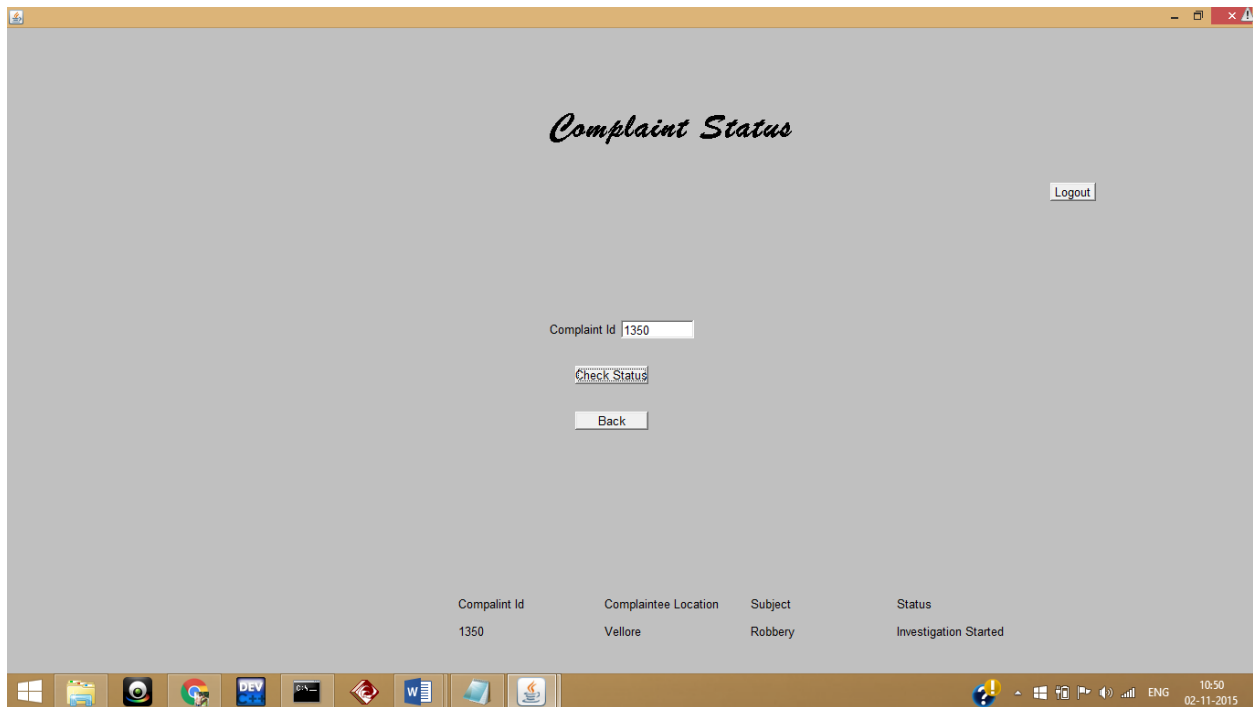 Complaint Status
Logout
Complaint Id 1350
Check Status
Back
Compalint Id Complaintee Location Subject Status
1350 Vellore Robbery Investigation Started
DEV C:\ W ENG 10:50
02-11-2015